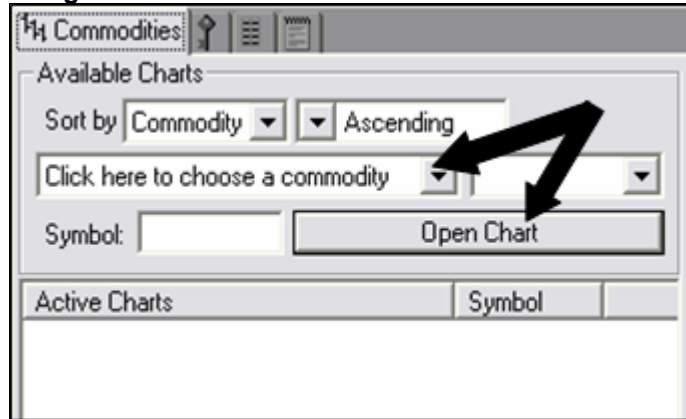 Commodities
Available Charts
Sort by Commodity Ascending
Click here to choose a commodity
Symbol: Open Chart
Active Charts Symbol